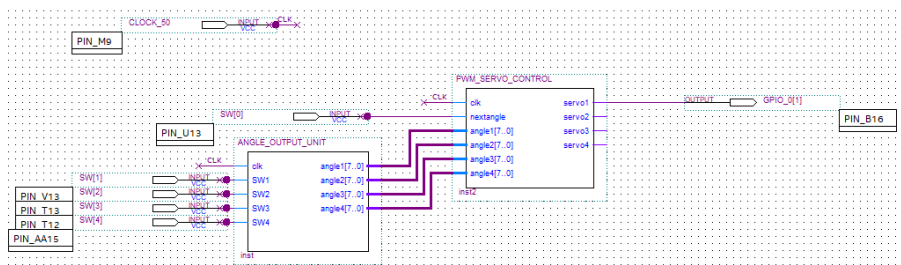 CLOCK_50
INPUT
VCC
CLK
PIN_M9
PWM_SERVO_CONTROL
CLK
clk
servo1
OUTPUT
GPIO_0[1]
SW[0]
INPUT
VCC
nextangle
servo2
PIN_B16
PIN_U13
angle1[7..0]
servo3
angle2[7..0]
servo4
angle3[7..0]
angle4[7..0]
inst2
ANGLE_OUTPUT_UNIT
CLK
clk
angle1[7..0]
SW[1]
INPUT
VCC
SW1
angle2[7..0]
SW[2]
INPUT
VCC
SW2
angle3[7..0]
SW[3]
INPUT
VCC
SW3
angle4[7..0]
SW[4]
INPUT
VCC
SW4
PIN_V13
PIN_T13
PIN_T12
PIN_AA15
inst